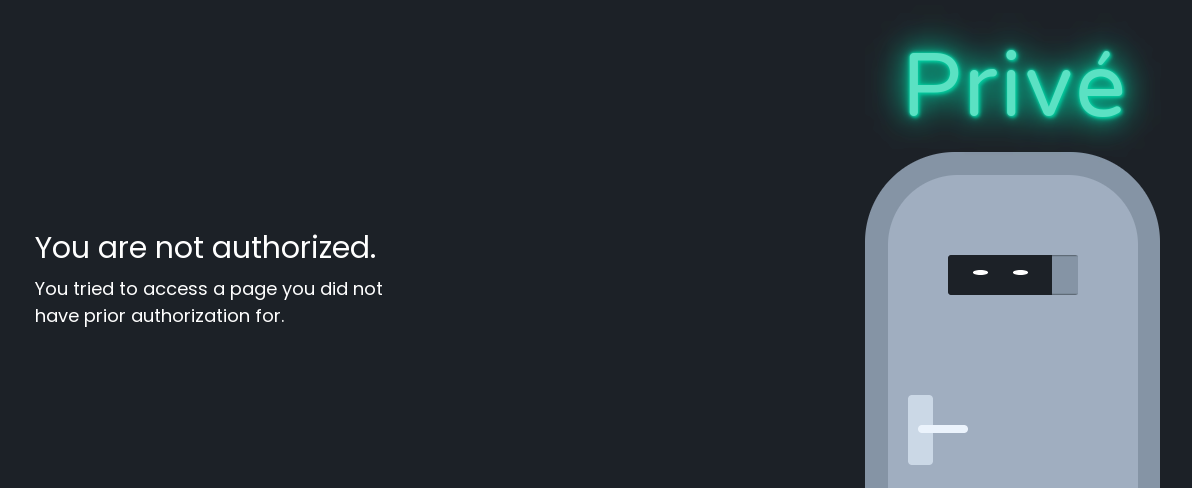 Privé
You are not authorized.
You tried to access a page you did not
have prior authorization for.